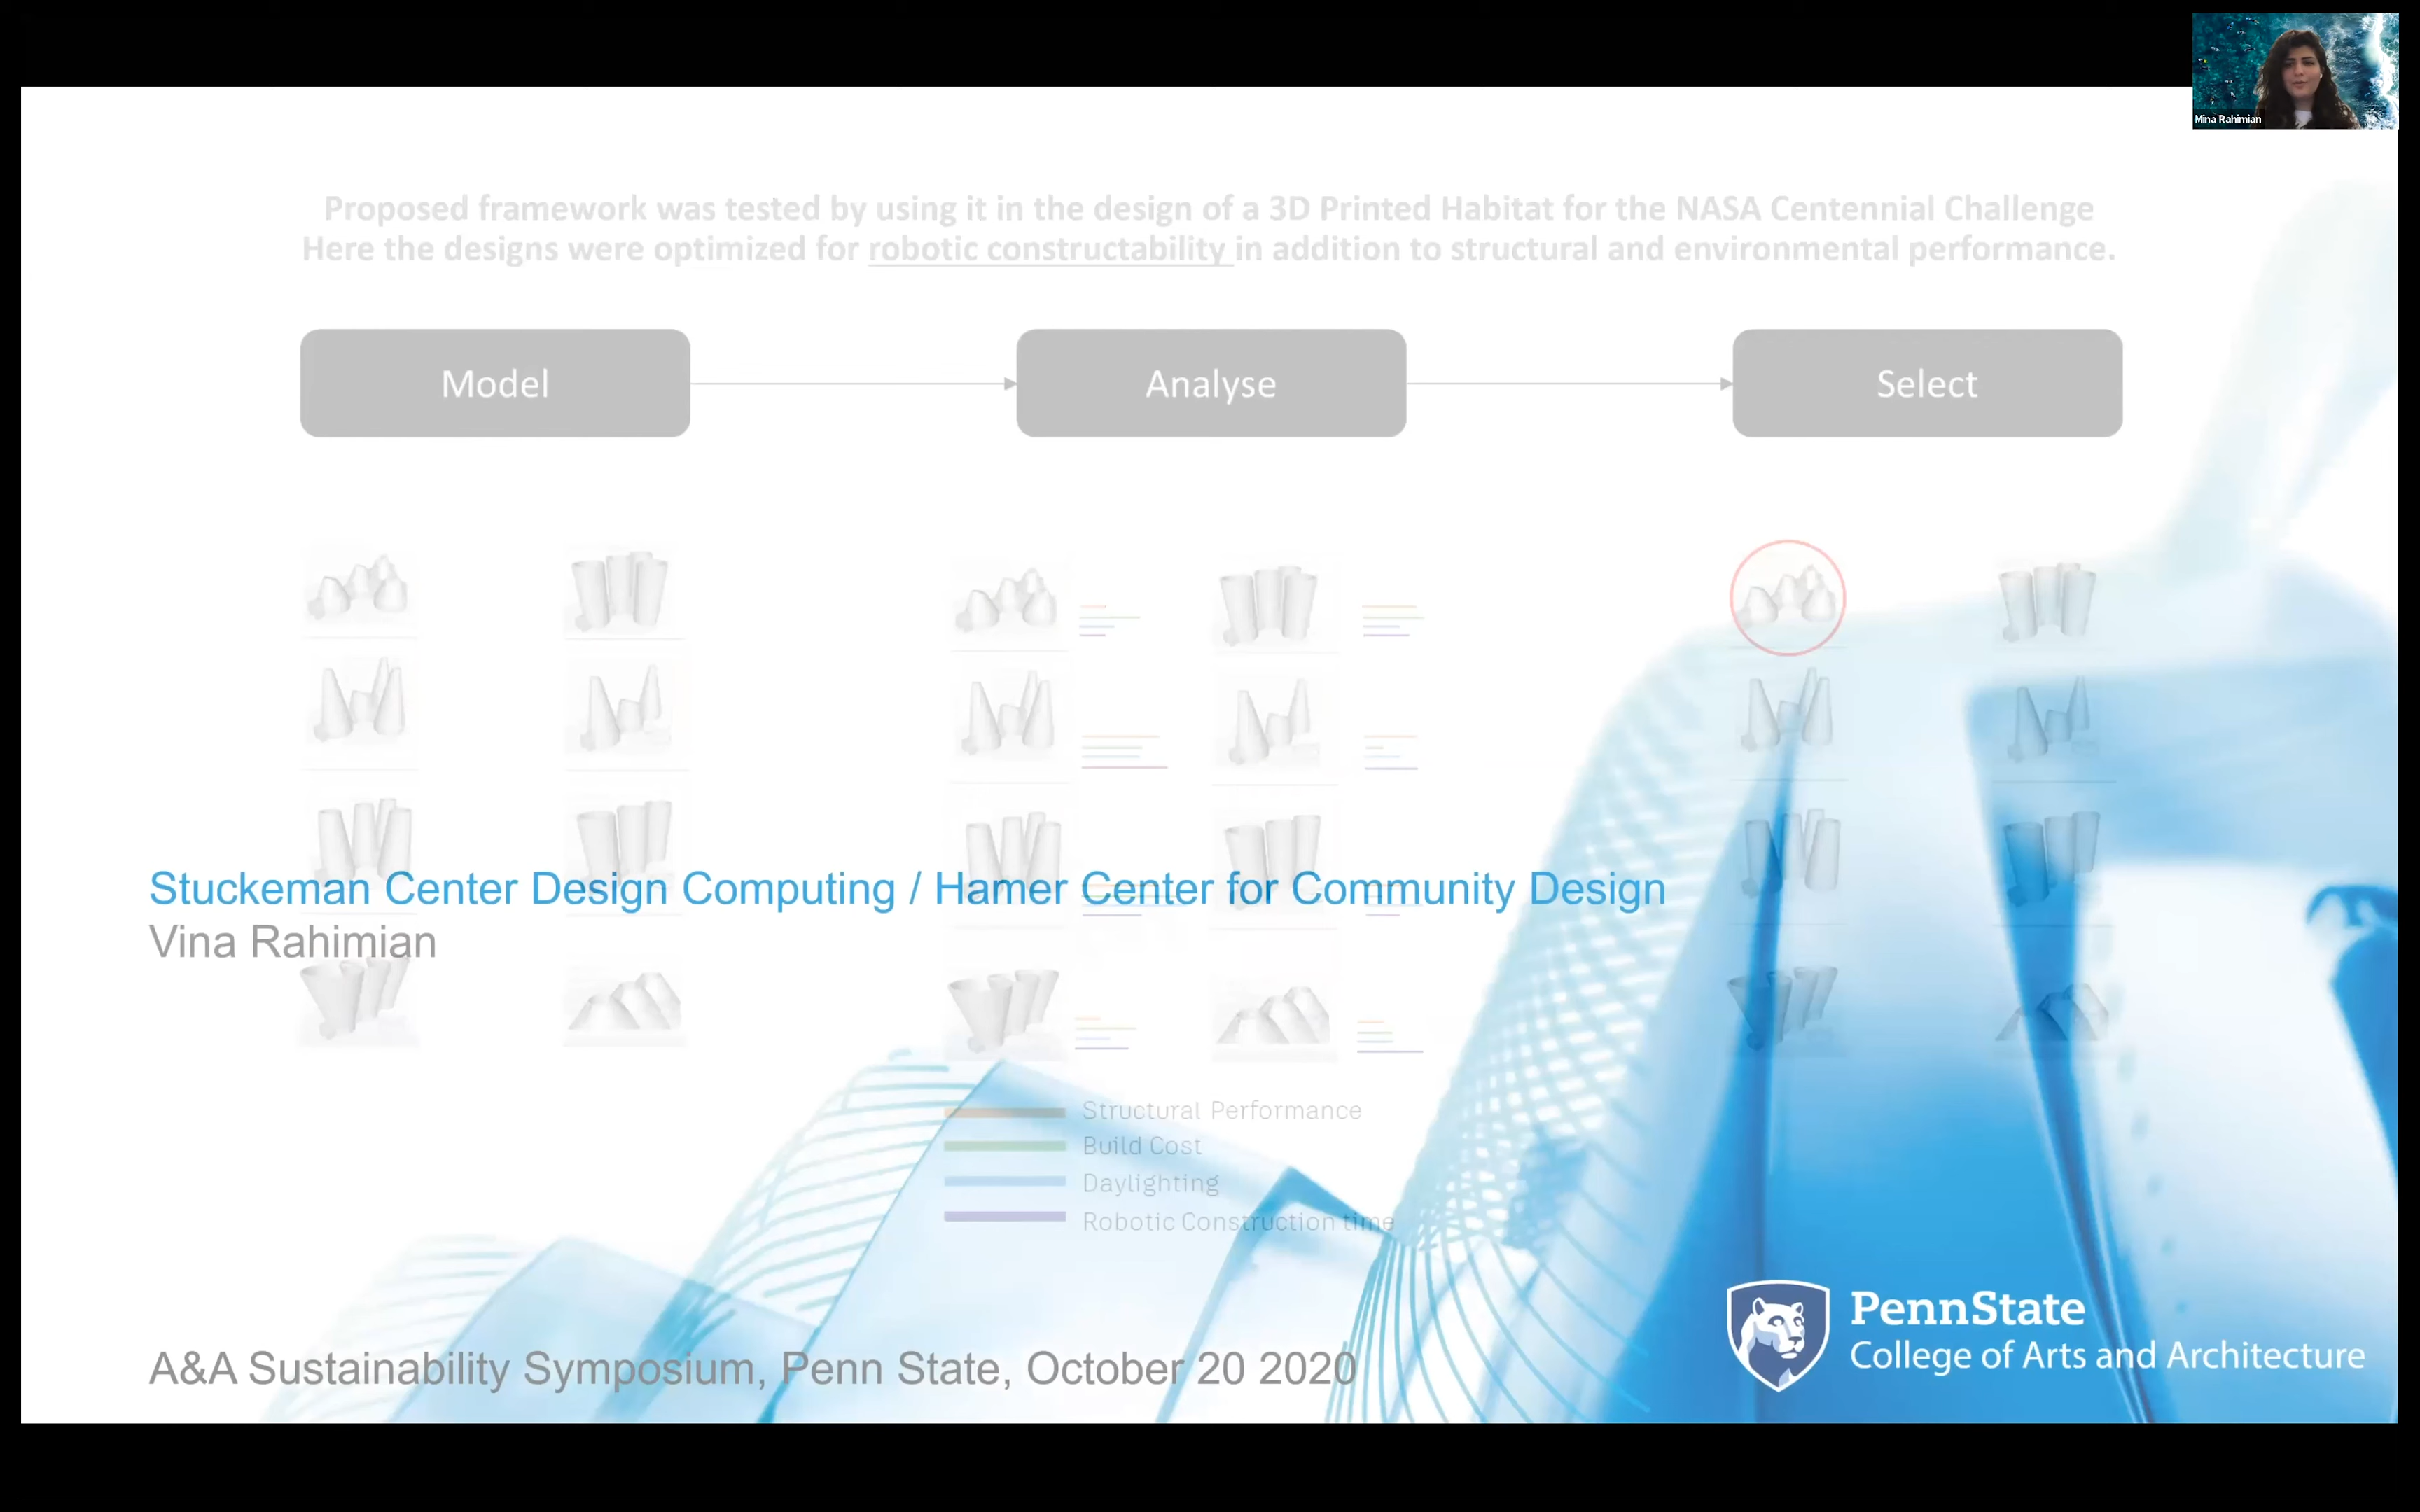 Mina Rahimian
Proposed framework was tested by using it in the design of a 3D Printed Habitat for the NASA Centennial Challenge
Here the designs were optimized for robotic constructability in addition to structural and environmental performance.
Model
Analyse
Select
Stuckeman Center Design Computing / Hamer Center for Community Design
Vina Rahimian
Structural Performance
Build Cost
Daylighting
Robotic Construction time
A&A Sustainability Symposium, Penn State, October 20 2020
PennState
College of Arts and Architecture